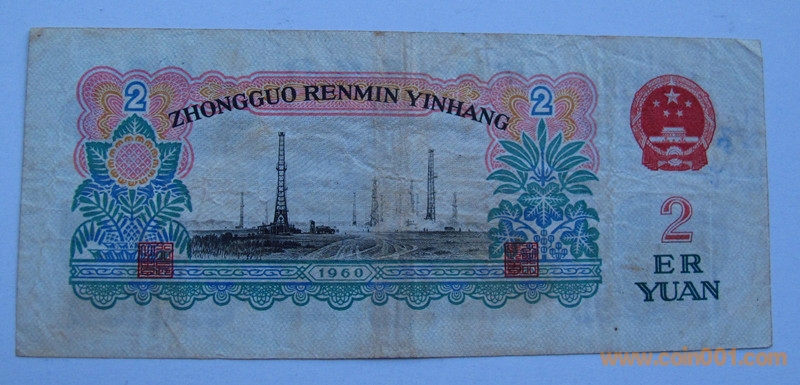 2
2
ZHONGGUO RENMIN YINHANG
1960
2
ER
YUAN
www.coin001.com